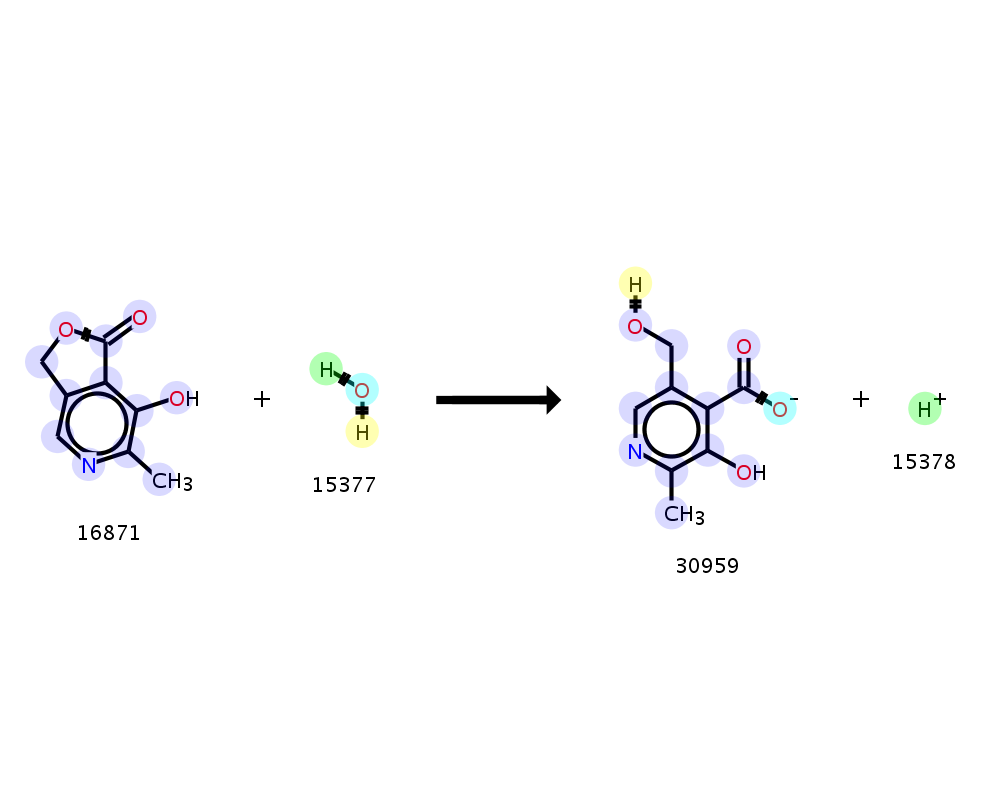 O O
OH
N
CH3
16871
+
H
O
H
15377
H
O
O
O-
N
OH
CH3
30959
+
H+
15378